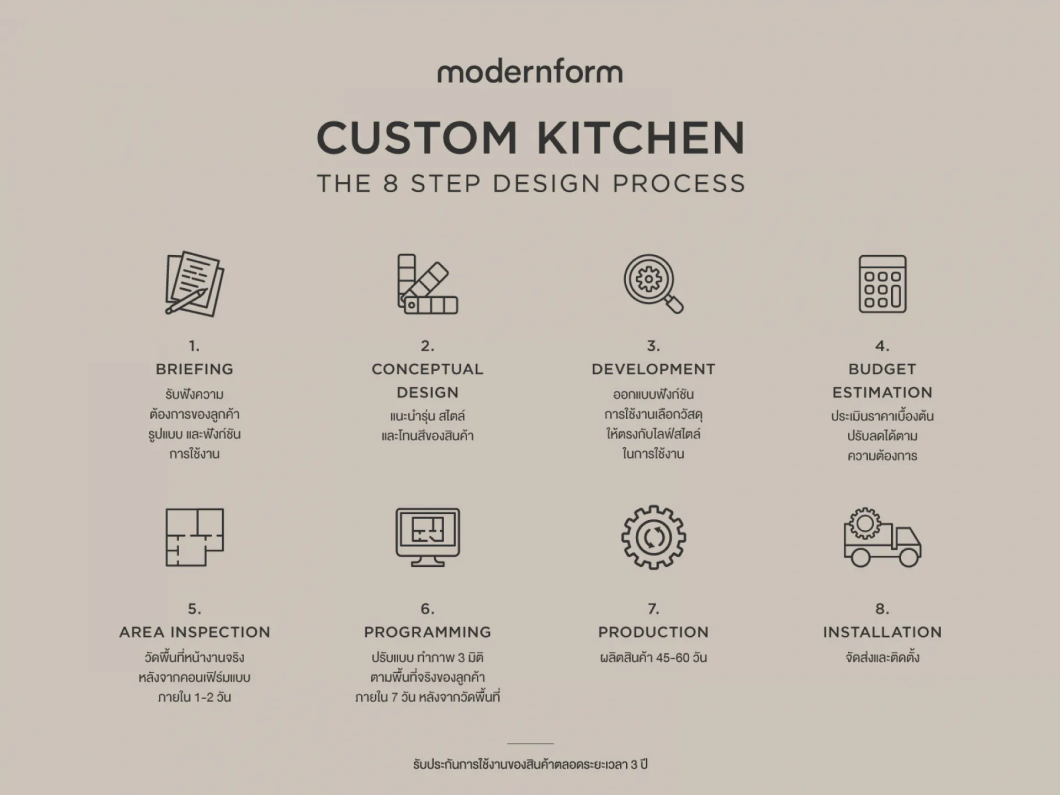 modernform
CUSTOM KITCHEN
THE 8 STEP DESIGN PROCESS
1.
BRIEFING
รับฟังความ
ต้องการของลูกค้า
รูปแบบ และฟังก์ชัน
การใช้งาน
2.
CONCEPTUAL
DESIGN
แนะนำรุ่น สไตล์
และโทนสีของสินค้า
3.
DEVELOPMENT
ออกแบบฟังก์ชัน
การใช้งานเลือกวัสดุ
ให้ตรงกับไลฟ์สไตล์
ในการใช้งาน
4.
BUDGET
ESTIMATION
ประเมินราคาเบื้องต้น
ปรับลดได้ตาม
ความต้องการ
5.
AREA INSPECTION
วัดพื้นที่หน้างานจริง
หลังจากคอนเฟิร์มแบบ
ภายใน 1-2 วัน
6.
PROGRAMMING
ปรับแบบ ทำภาพ 3 มิติ
ตามพื้นที่จริงของลูกค้า
ภายใน 7 วัน หลังจากวัดพื้นที่
7.
PRODUCTION
ผลิตสินค้า 45-60 วัน
8.
INSTALLATION
จัดส่งและติดตั้ง
รับประกันการใช้งานของสินค้าตลอดระยะเวลา 3 ปี